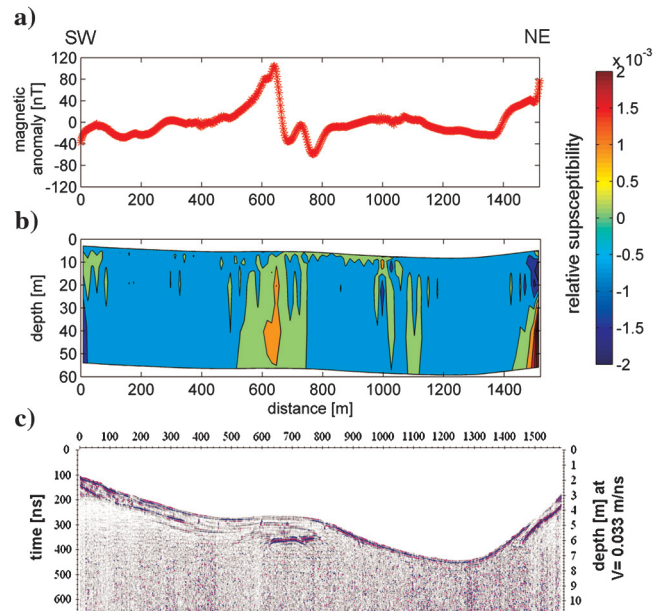 a)
SW
NE
120
80
40
0
-40
-80
-120
magnetic
anomaly [nT]
0 200 400 600 800 1000 1200 1400
b)
0
10
20
30
40
50
60
depth [m]
0 200 400 600 800 1000 1200 1400
distance [m]
x 10⁻³
2
1.5
1
0.5
0
-0.5
-1
-1.5
-2
relative supsceptibility
c)
0 100 200 300 400 500 600 700 800 900 1000 1100 1200 1300 1400 1500
0
100
200
300
400
500
600
time [ns]
0
1
2
3
4
5
6
7
8
9
10
depth [m] at
V= 0.033 m/ns